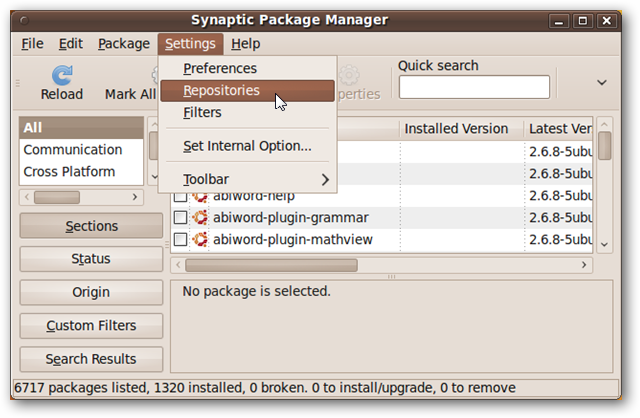 Synaptic Package Manager
File Edit Package Settings Help
Preferences
Repositories
Filters
Set Internal Option...
Toolbar
Reload Mark All perties
Quick search
All
Communication
Cross Platform
Installed Version Latest Ver
2.6.8-5ubu
2.6.8-5ubu
abiword-help 2.6.8-5ubu
abiword-plugin-grammar 2.6.8-5ubu
abiword-plugin-mathview 2.6.8-5ubu
Sections
Status
Origin
Custom Filters
Search Results
No package is selected.
6717 packages listed, 1320 installed, 0 broken. 0 to install/upgrade, 0 to remove